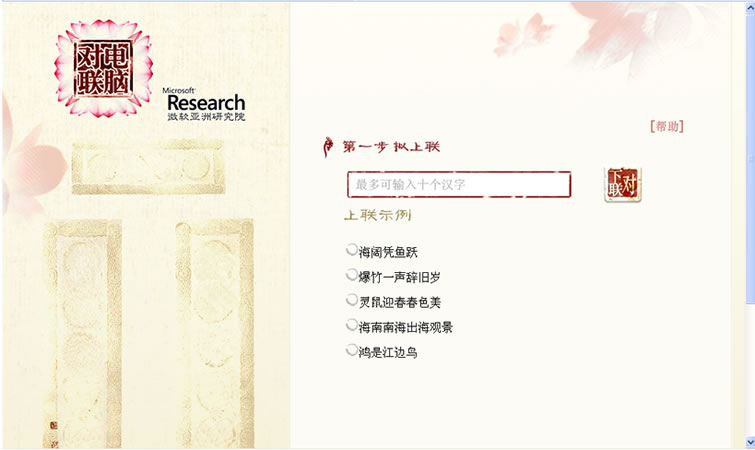 电脑
对联
Microsoft
Research
微软亚洲研究院
[帮助]
第一步 拟上联
最多可输入十个汉字
对下联
上联示例
海阔凭鱼跃
爆竹一声辞旧岁
灵鼠迎春春色美
海南南海出海观景
鸿是江边鸟